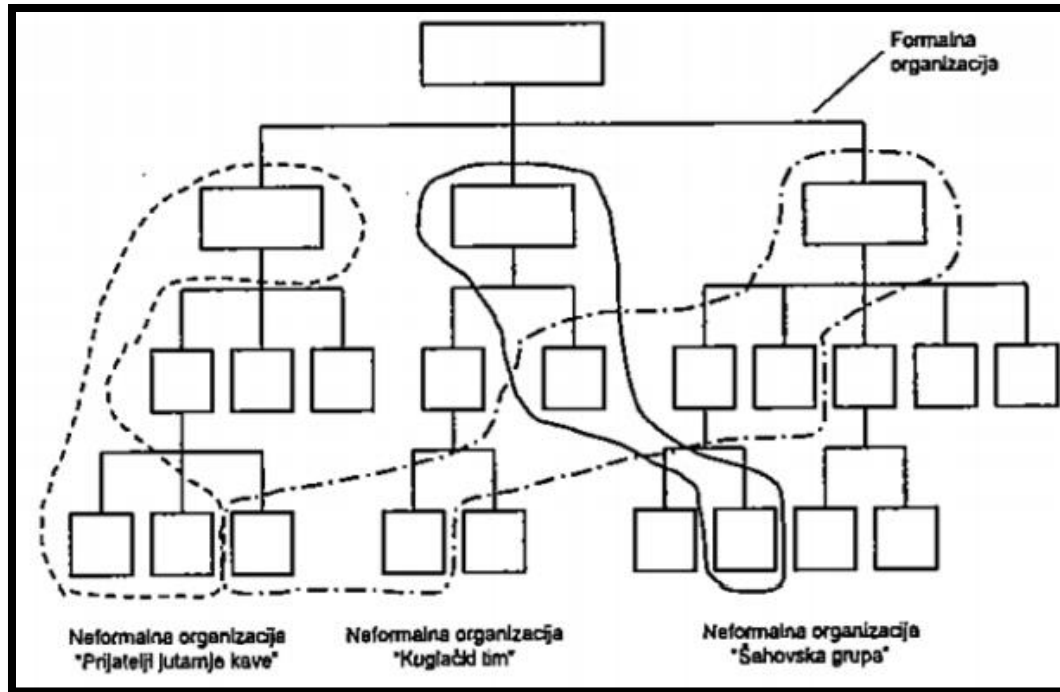 Formalna
organizacija
Neformalna organizacija
"Prijatelji jutarnje kave"
Neformalna organizacija
"Kuglački tim"
Neformalna organizacija
"Šahovska grupa"